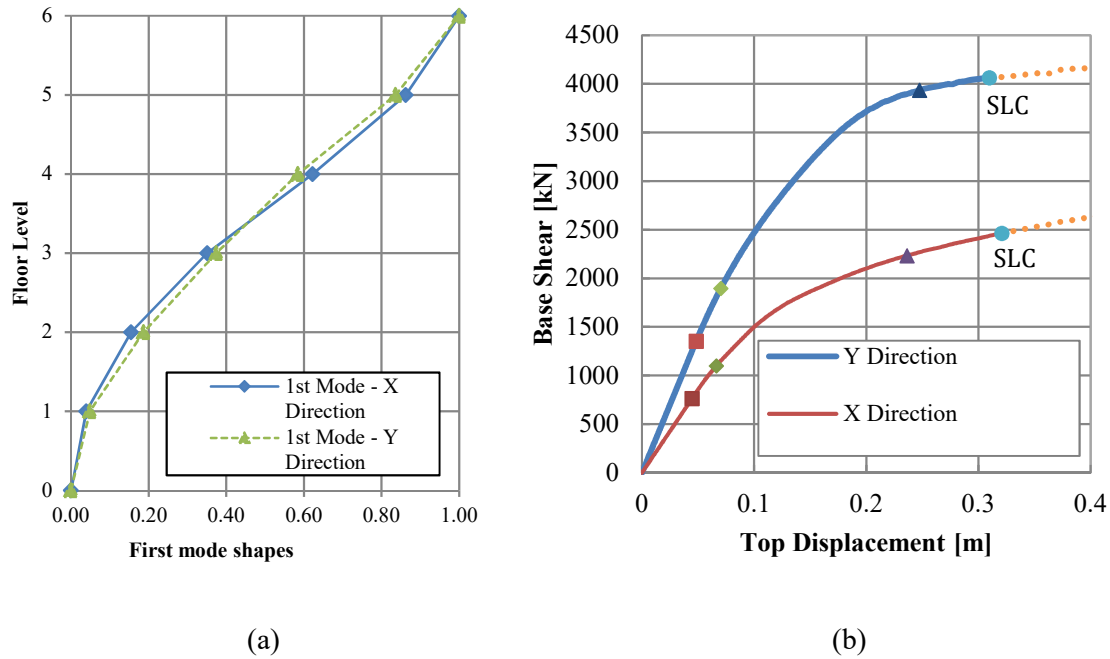 6
5
4
3
2
1
0
Floor Level
0.00 0.20 0.40 0.60 0.80 1.00
First mode shapes
1st Mode - X
Direction
1st Mode - Y
Direction
(a)
4500
4000
3500
3000
2500
2000
1500
1000
500
0
Base Shear [kN]
SLC
SLC
Y Direction
X Direction
0 0.1 0.2 0.3 0.4
Top Displacement [m]
(b)